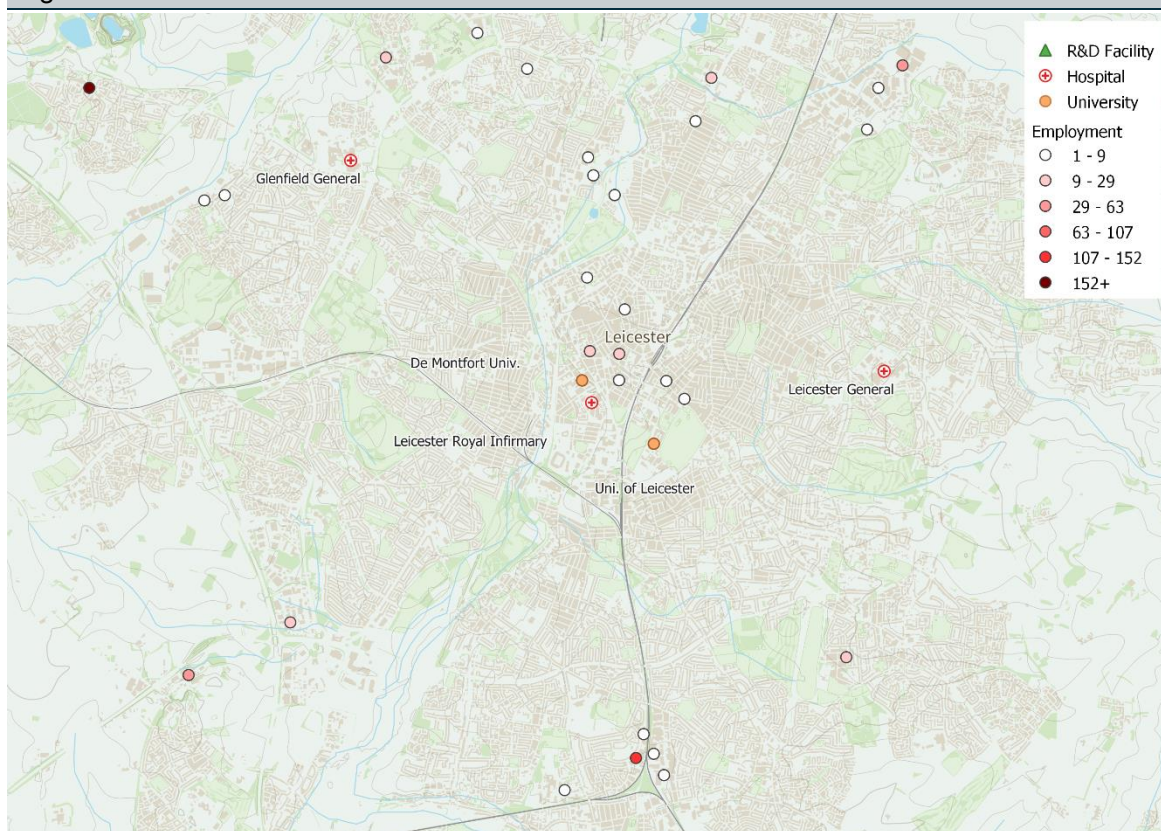 R&D Facility
Hospital
University
Employment
1 - 9
9 - 29
29 - 63
63 - 107
107 - 152
152+
Glenfield General
Leicester
De Montfort Univ.
Leicester General
Leicester Royal Infirmary
Uni. of Leicester